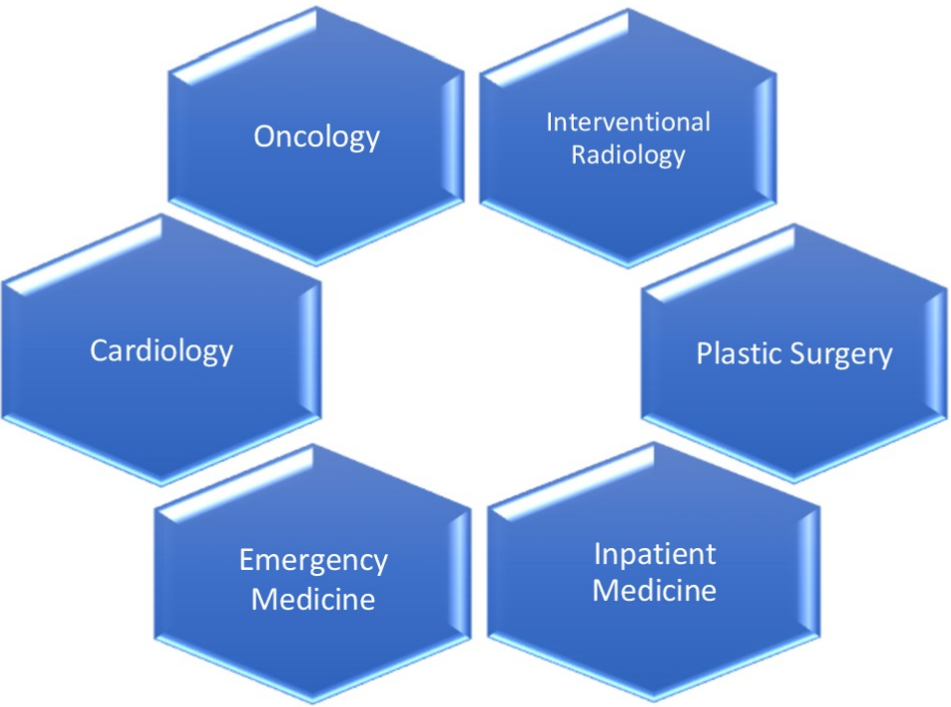 Oncology
Interventional
Radiology
Cardiology
Plastic Surgery
Emergency
Medicine
Inpatient
Medicine